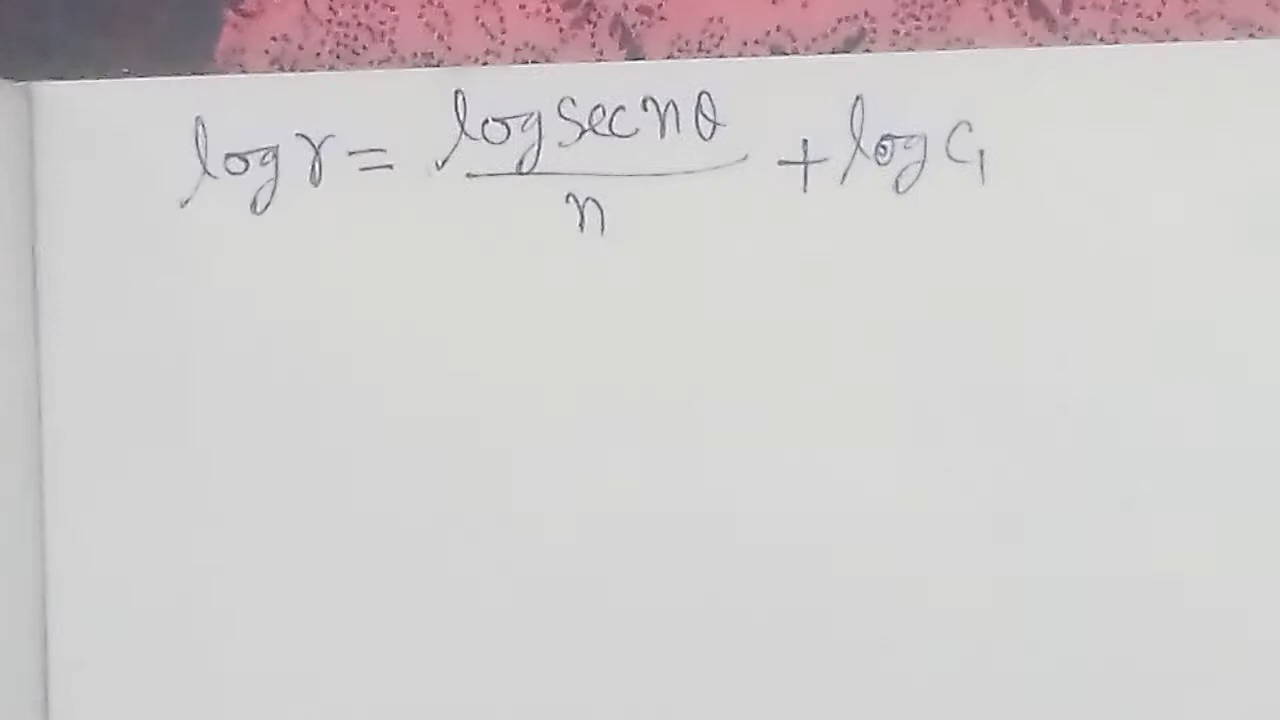 log r = log sec nθ / n + log c₁